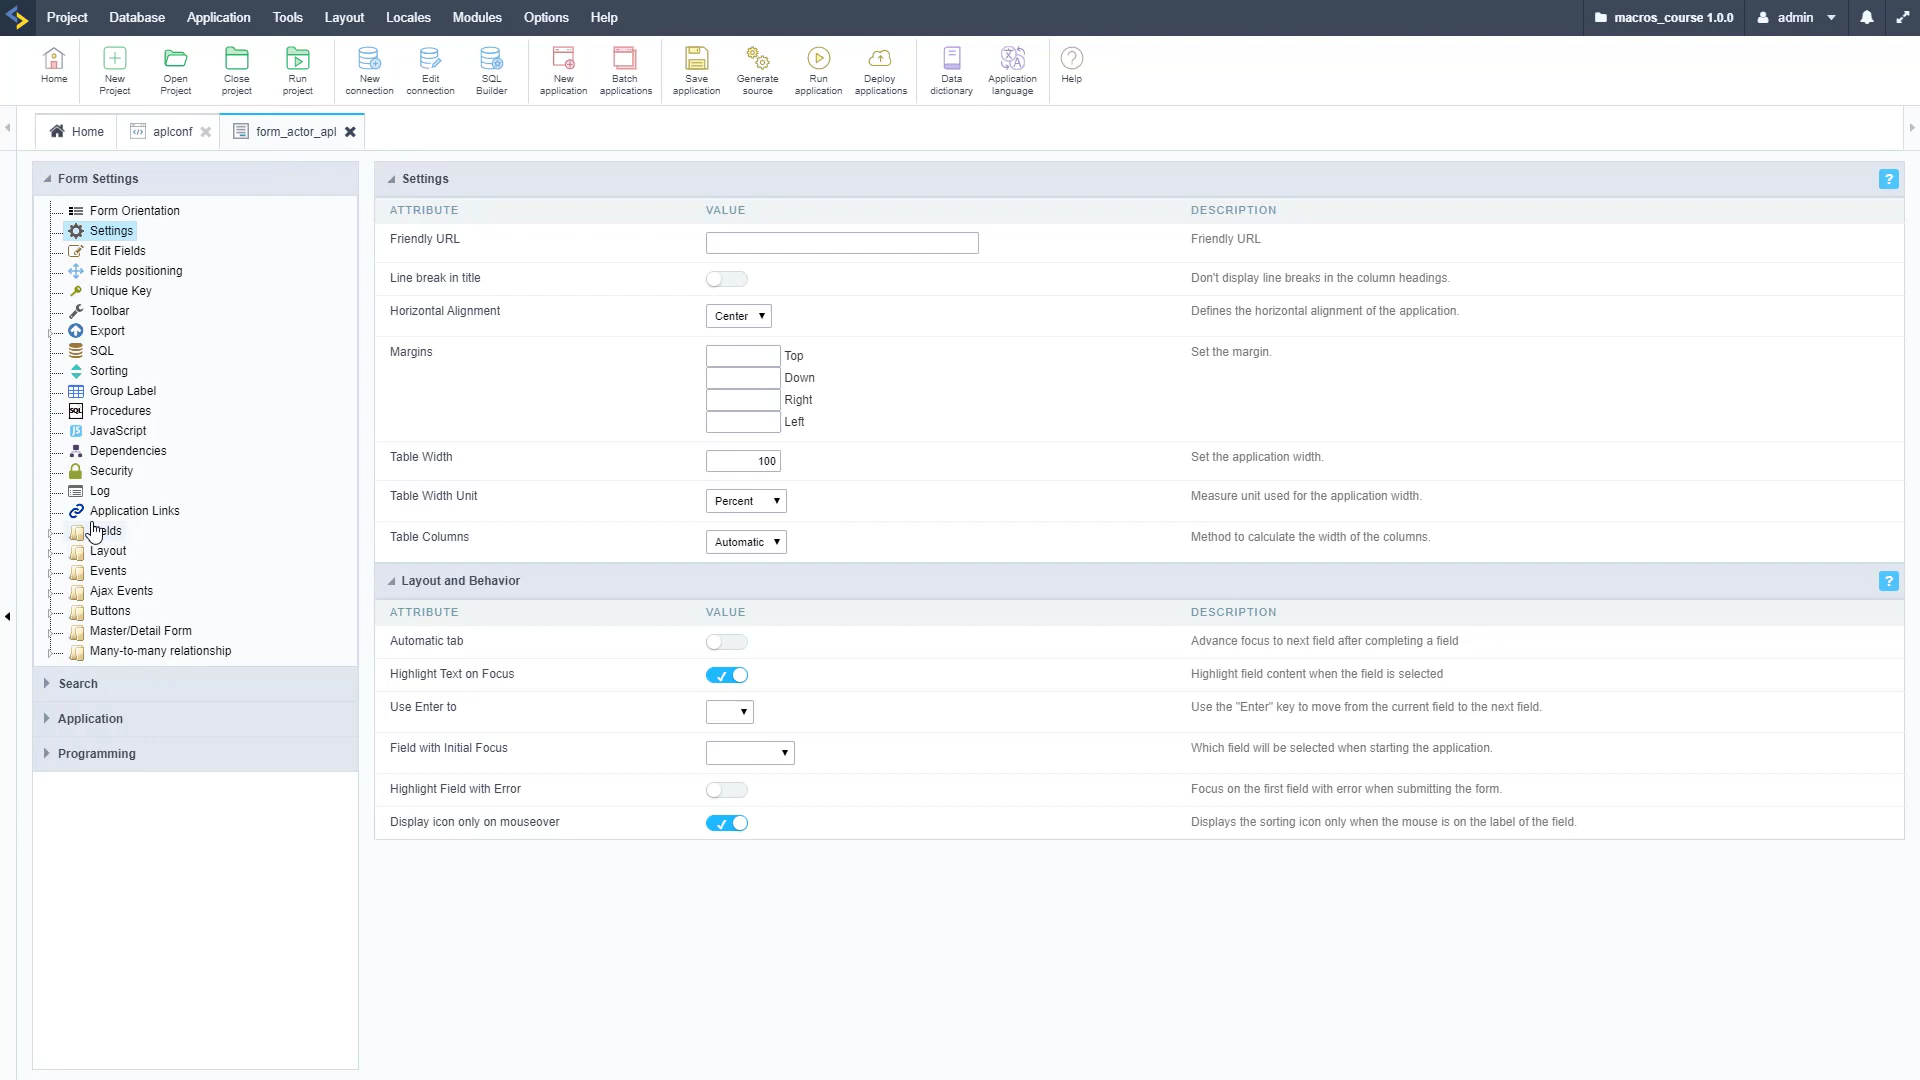 Project Database Application Tools Layout Locales Modules Options Help macros_course 1.0.0 admin
Home New Project Open Project Close project Run project New connection Edit connection SQL Builder New application Batch applications Save application Generate source Run application Deploy applications Data dictionary Application language Help
Home aplconf form_actor_apl
Form Settings
Form Orientation
Settings
Edit Fields
Fields positioning
Unique Key
Toolbar
Export
SQL
Sorting
Group Label
SQL Procedures
JS JavaScript
Dependencies
Security
Log
Application Links
elds
Layout
Events
Ajax Events
Buttons
Master/Detail Form
Many-to-many relationship
Search
Application
Programming
Settings ?
ATTRIBUTE VALUE DESCRIPTION
Friendly URL Friendly URL
Line break in title Don't display line breaks in the column headings.
Horizontal Alignment Center Defines the horizontal alignment of the application.
Margins Top Set the margin.
Down
Right
Left
Table Width 100 Set the application width.
Table Width Unit Percent Measure unit used for the application width.
Table Columns Automatic Method to calculate the width of the columns.
Layout and Behavior ?
ATTRIBUTE VALUE DESCRIPTION
Automatic tab Advance focus to next field after completing a field
Highlight Text on Focus Highlight field content when the field is selected
Use Enter to Use the "Enter" key to move from the current field to the next field.
Field with Initial Focus Which field will be selected when starting the application.
Highlight Field with Error Focus on the first field with error when submitting the form.
Display icon only on mouseover Displays the sorting icon only when the mouse is on the label of the field.